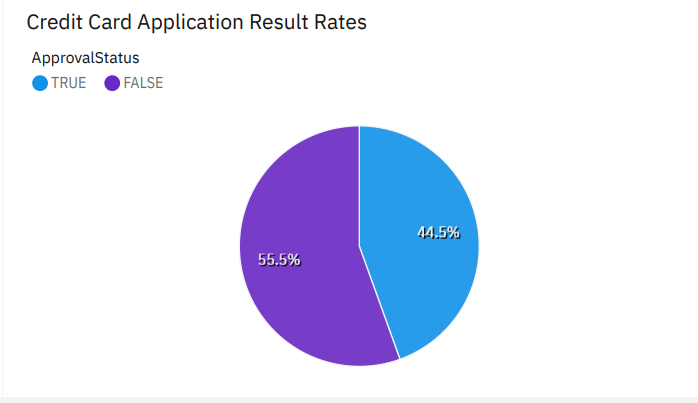 Credit Card Application Result Rates
ApprovalStatus
TRUE FALSE
44.5%
55.5%